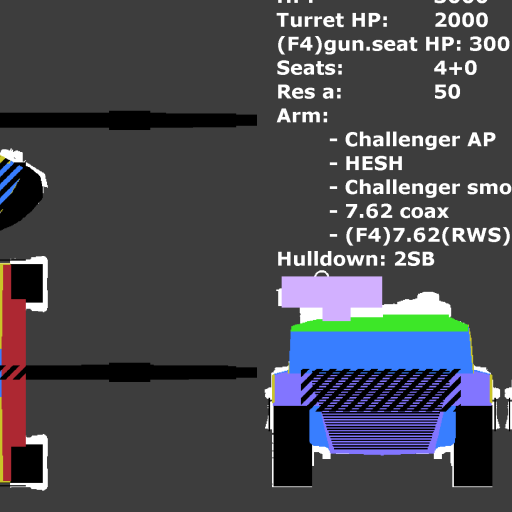 Turret HP: 2000
(F4)gun.seat HP: 300
Seats: 4+0
Res a: 50
Arm:
- Challenger AP
- HESH
- Challenger smo
- 7.62 coax
- (F4)7.62(RWS)
Hulldown: 2SB